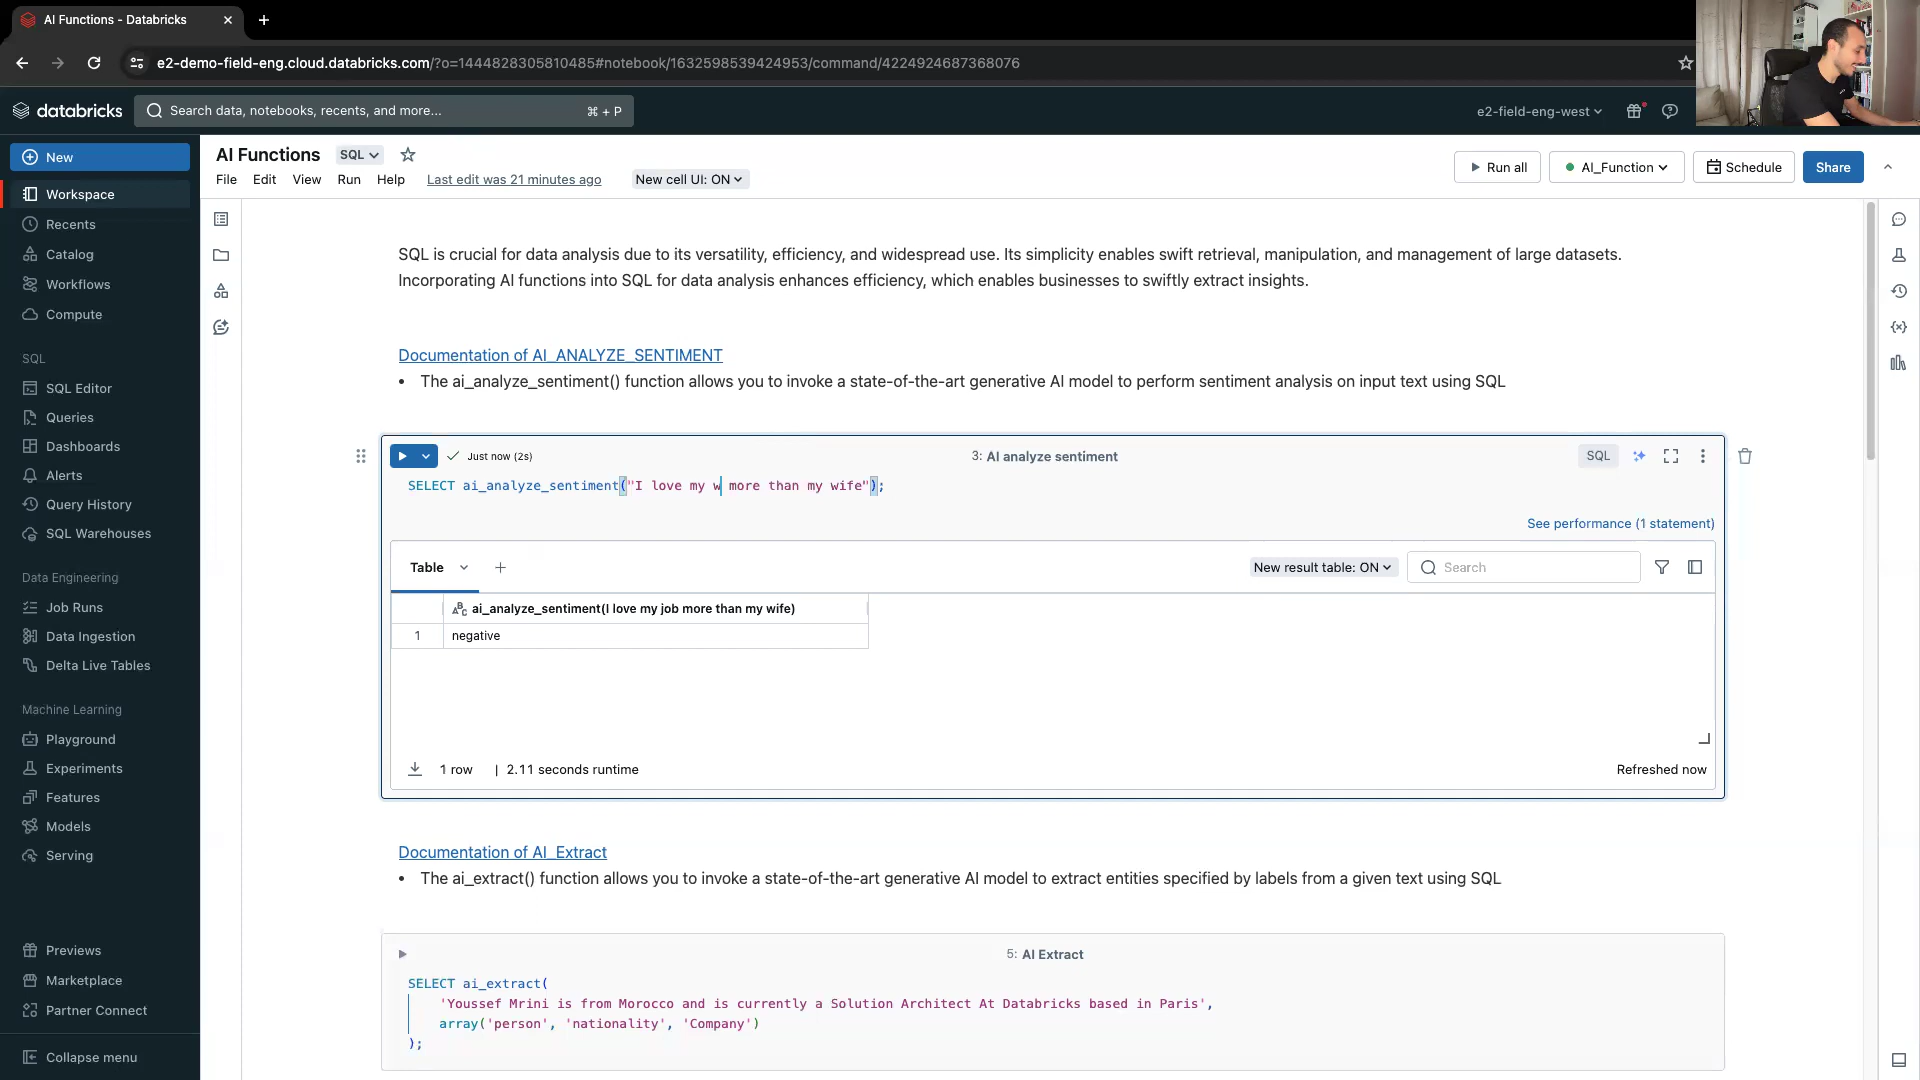 AI Functions - Databricks
e2-demo-field-eng.cloud.databricks.com/?o=1444828305810485#notebook/1632598539424953/command/4224924687368076
databricks
Search data, notebooks, recents, and more...
⌘ + P
e2-field-eng-west
New
Workspace
Recents
Catalog
Workflows
Compute
SQL
SQL Editor
Queries
Dashboards
Alerts
Query History
SQL Warehouses
Data Engineering
Job Runs
Data Ingestion
Delta Live Tables
Machine Learning
Playground
Experiments
Features
Models
Serving
Previews
Marketplace
Partner Connect
Collapse menu
AI Functions
SQL
File Edit View Run Help Last edit was 21 minutes ago New cell UI: ON
Run all
AI_Function
Schedule
Share
SQL is crucial for data analysis due to its versatility, efficiency, and widespread use. Its simplicity enables swift retrieval, manipulation, and management of large datasets.
Incorporating AI functions into SQL for data analysis enhances efficiency, which enables businesses to swiftly extract insights.
Documentation of AI_ANALYZE_SENTIMENT
• The ai_analyze_sentiment() function allows you to invoke a state-of-the-art generative AI model to perform sentiment analysis on input text using SQL
Just now (2s)
3: AI analyze sentiment
SQL
SELECT ai_analyze_sentiment("I love my w more than my wife");
See performance (1 statement)
Table
New result table: ON
Search
ai_analyze_sentiment(I love my job more than my wife)
1 negative
1 row | 2.11 seconds runtime
Refreshed now
Documentation of AI_Extract
• The ai_extract() function allows you to invoke a state-of-the-art generative AI model to extract entities specified by labels from a given text using SQL
5: AI Extract
SELECT ai_extract(
'Youssef Mrini is from Morocco and is currently a Solution Architect At Databricks based in Paris',
array('person', 'nationality', 'Company')
);